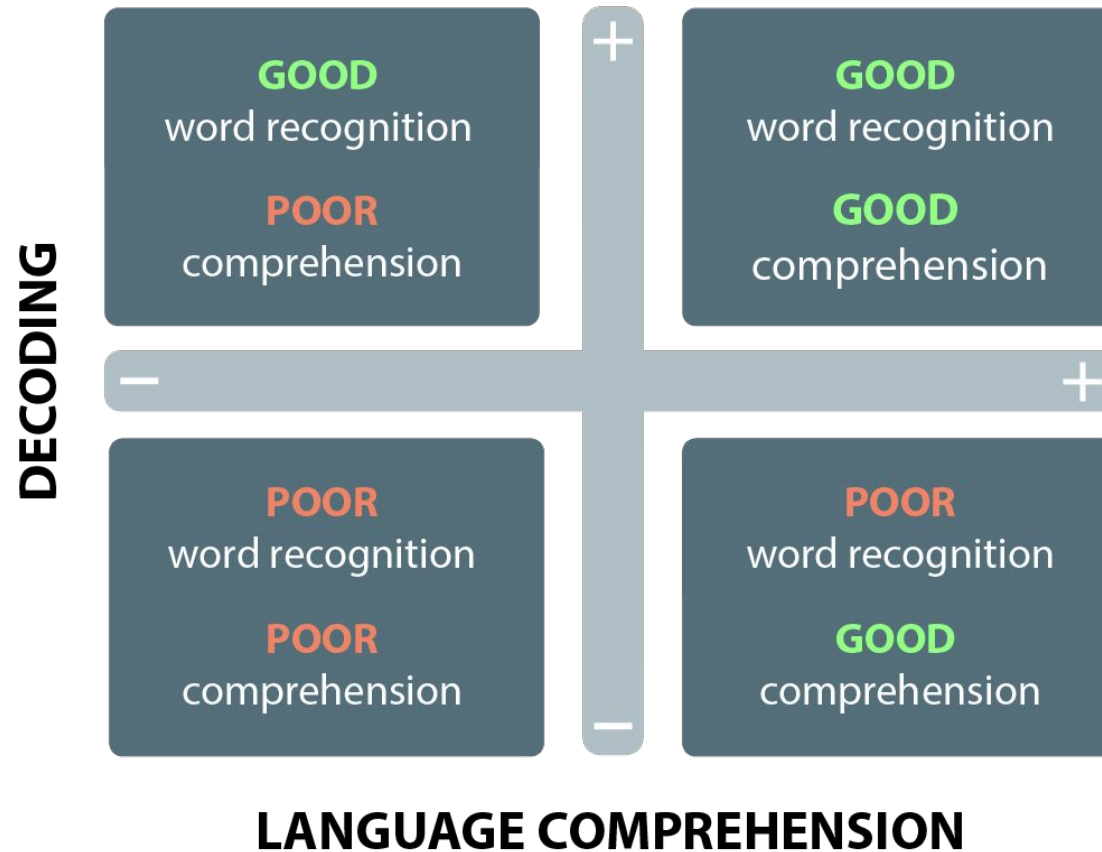 GOOD
word recognition
POOR
comprehension
+
GOOD
word recognition
GOOD
comprehension
DECODING
−
+
POOR
word recognition
POOR
comprehension
−
POOR
word recognition
GOOD
comprehension
LANGUAGE COMPREHENSION